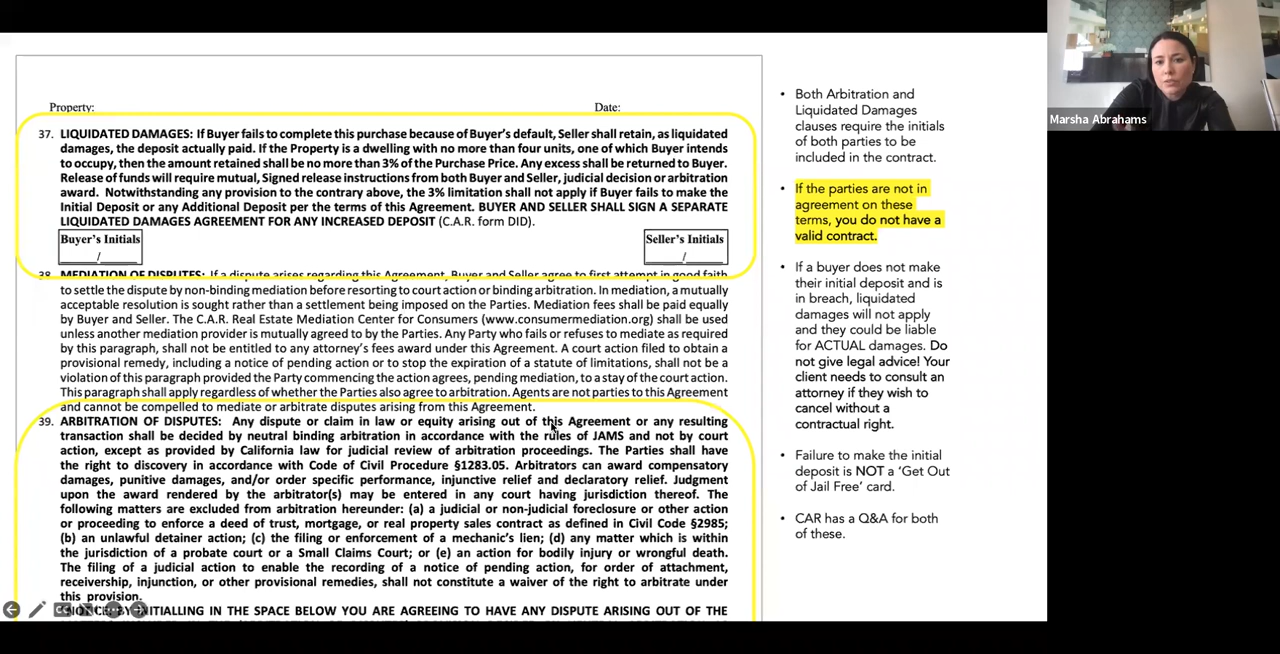 Property:
Date:
37. LIQUIDATED DAMAGES: If Buyer fails to complete this purchase because of Buyer's default, Seller shall retain, as liquidated
damages, the deposit actually paid. If the Property is a dwelling with no more than four units, one of which Buyer intends
to occupy, then the amount retained shall be no more than 3% of the Purchase Price. Any excess shall be returned to Buyer.
Release of funds will require mutual, Signed release instructions from both Buyer and Seller, judicial decision or arbitration
award. Notwithstanding any provision to the contrary above, the 3% limitation shall not apply if Buyer fails to make the
Initial Deposit or any Additional Deposit per the terms of this Agreement. BUYER AND SELLER SHALL SIGN A SEPARATE
LIQUIDATED DAMAGES AGREEMENT FOR ANY INCREASED DEPOSIT (C.A.R. form DID).
Buyer's Initials
____/____
Seller's Initials
____/____
38. MEDIATION OF DISPUTES: If a dispute arises regarding this Agreement, Buyer and Seller agree to first attempt in good faith
to settle the dispute by non-binding mediation before resorting to court action or binding arbitration. In mediation, a mutually
acceptable resolution is sought rather than a settlement being imposed on the Parties. Mediation fees shall be paid equally
by Buyer and Seller. The C.A.R. Real Estate Mediation Center for Consumers (www.consumermediation.org) shall be used
unless another mediation provider is mutually agreed to by the Parties. Any Party who fails or refuses to mediate as required
by this paragraph, shall not be entitled to any attorney's fees award under this Agreement. A court action filed to obtain a
provisional remedy, including a notice of pending action or to stop the expiration of a statute of limitations, shall not be a
violation of this paragraph provided the Party commencing the action agrees, pending mediation, to a stay of the court action.
This paragraph shall apply regardless of whether the Parties also agree to arbitration. Agents are not parties to this Agreement
and cannot be compelled to mediate or arbitrate disputes arising from this Agreement.
39. ARBITRATION OF DISPUTES: Any dispute or claim in law or equity arising out of this Agreement or any resulting
transaction shall be decided by neutral binding arbitration in accordance with the rules of JAMS and not by court
action, except as provided by California law for judicial review of arbitration proceedings. The Parties shall have
the right to discovery in accordance with Code of Civil Procedure §1283.05. Arbitrators can award compensatory
damages, punitive damages, and/or order specific performance, injunctive relief and declaratory relief. Judgment
upon the award rendered by the arbitrator(s) may be entered in any court having jurisdiction thereof. The
following matters are excluded from arbitration hereunder: (a) a judicial or non-judicial foreclosure or other action
or proceeding to enforce a deed of trust, mortgage, or real property sales contract as defined in Civil Code §2985;
(b) an unlawful detainer action; (c) the filing or enforcement of a mechanic's lien; (d) any matter which is within
the jurisdiction of a probate court or a Small Claims Court; or (e) an action for bodily injury or wrongful death.
The filing of a judicial action to enable the recording of a notice of pending action, for order of attachment,
receivership, injunction, or other provisional remedies, shall not constitute a waiver of the right to arbitrate under
this provision.
INITIALLING IN THE SPACE BELOW YOU ARE AGREEING TO HAVE ANY DISPUTE ARISING OUT OF THE
• Both Arbitration and
Liquidated Damages
clauses require the initials
of both parties to be
included in the contract.
• If the parties are not in
agreement on these
terms, you do not have a
valid contract.
• If a buyer does not make
their initial deposit and is
in breach, liquidated
damages will not apply
and they could be liable
for ACTUAL damages. Do
not give legal advice! Your
client needs to consult an
attorney if they wish to
cancel without a
contractual right.
• Failure to make the initial
deposit is NOT a 'Get Out
of Jail Free' card.
• CAR has a Q&A for both
of these.
Marsha Abrahams